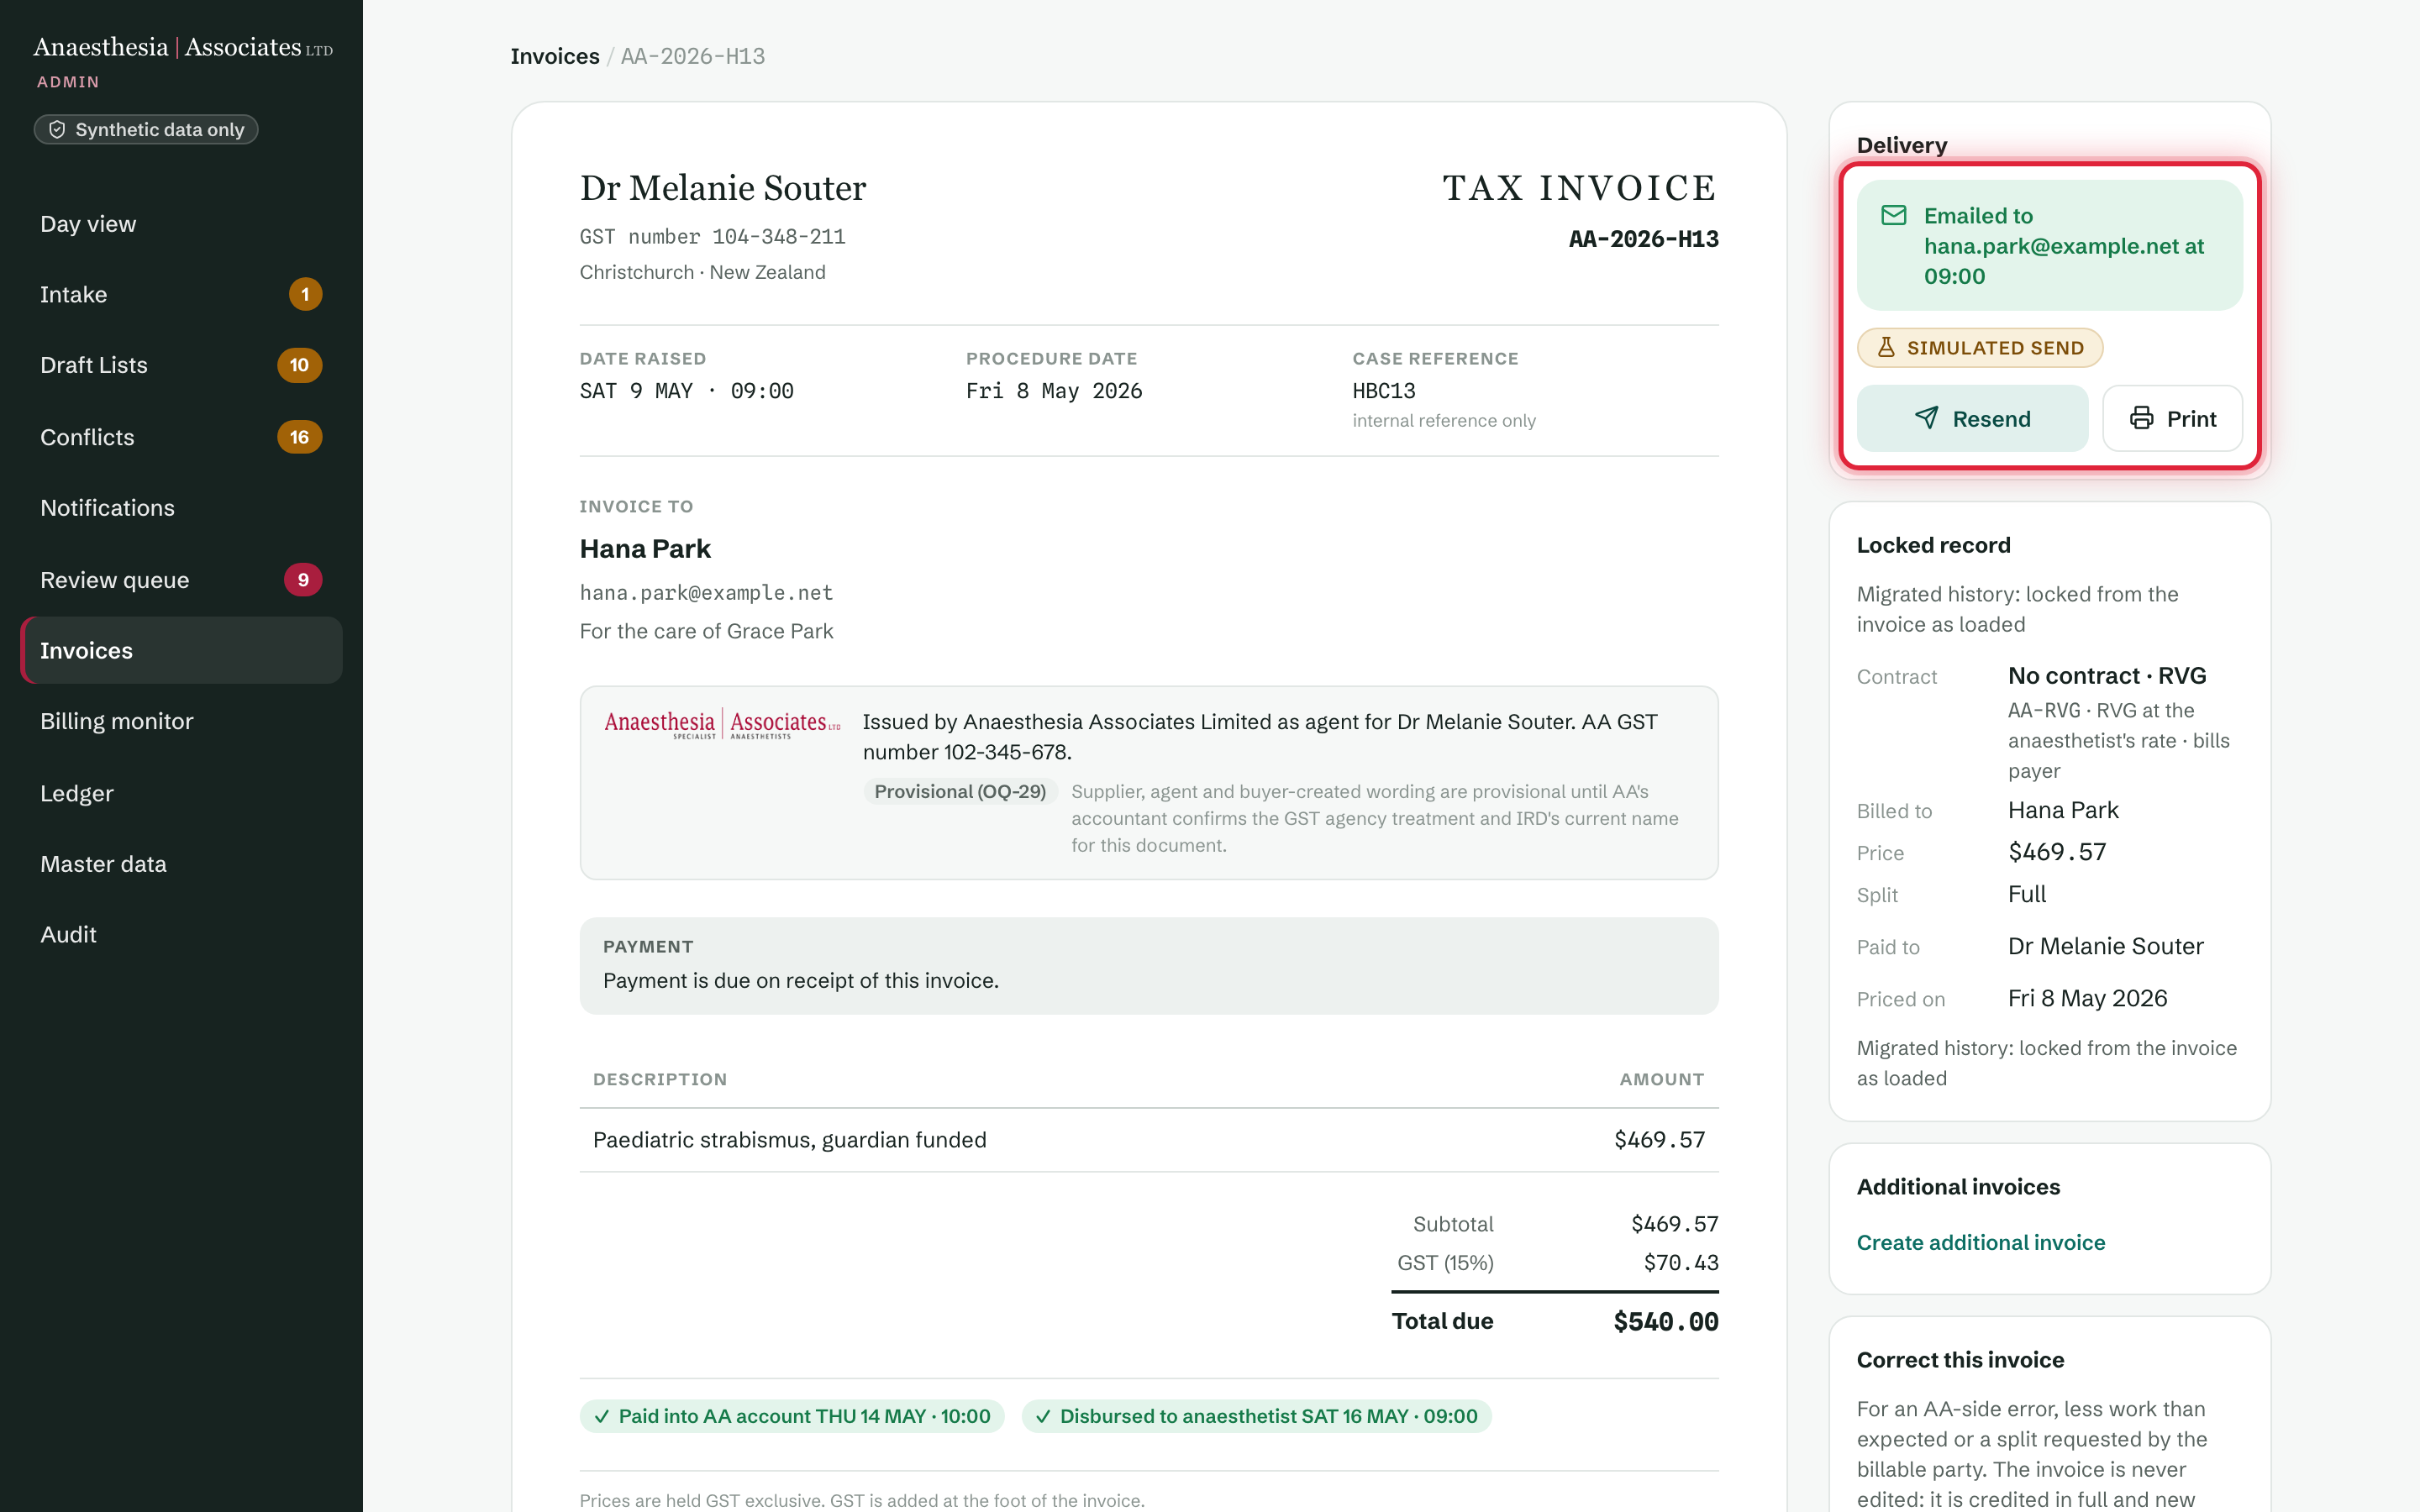 Anaesthesia | Associates LTD
ADMIN
Synthetic data only
Day view
Intake 1
Draft Lists 10
Conflicts 16
Notifications
Review queue 9
Invoices
Billing monitor
Ledger
Master data
Audit
Invoices / AA-2026-H13
Dr Melanie Souter
GST number 104-348-211
Christchurch · New Zealand
TAX INVOICE
AA-2026-H13
DATE RAISED
SAT 9 MAY · 09:00
PROCEDURE DATE
Fri 8 May 2026
CASE REFERENCE
HBC13
internal reference only
INVOICE TO
Hana Park
hana.park@example.net
For the care of Grace Park
Anaesthesia | Associates LTD
SPECIALIST ANAESTHETISTS
Issued by Anaesthesia Associates Limited as agent for Dr Melanie Souter. AA GST
number 102-345-678.
Provisional (OQ-29)
Supplier, agent and buyer-created wording are provisional until AA's
accountant confirms the GST agency treatment and IRD's current name
for this document.
PAYMENT
Payment is due on receipt of this invoice.
DESCRIPTION AMOUNT
Paediatric strabismus, guardian funded $469.57
Subtotal $469.57
GST (15%) $70.43
Total due $540.00
Paid into AA account THU 14 MAY · 10:00
Disbursed to anaesthetist SAT 16 MAY · 09:00
Prices are held GST exclusive. GST is added at the foot of the invoice.
Delivery
Emailed to
hana.park@example.net at
09:00
SIMULATED SEND
Resend
Print
Locked record
Migrated history: locked from the
invoice as loaded
Contract No contract · RVG
AA-RVG · RVG at the
anaesthetist's rate · bills
payer
Billed to Hana Park
Price $469.57
Split Full
Paid to Dr Melanie Souter
Priced on Fri 8 May 2026
Migrated history: locked from the invoice
as loaded
Additional invoices
Create additional invoice
Correct this invoice
For an AA-side error, less work than
expected or a split requested by the
billable party. The invoice is never
edited: it is credited in full and new